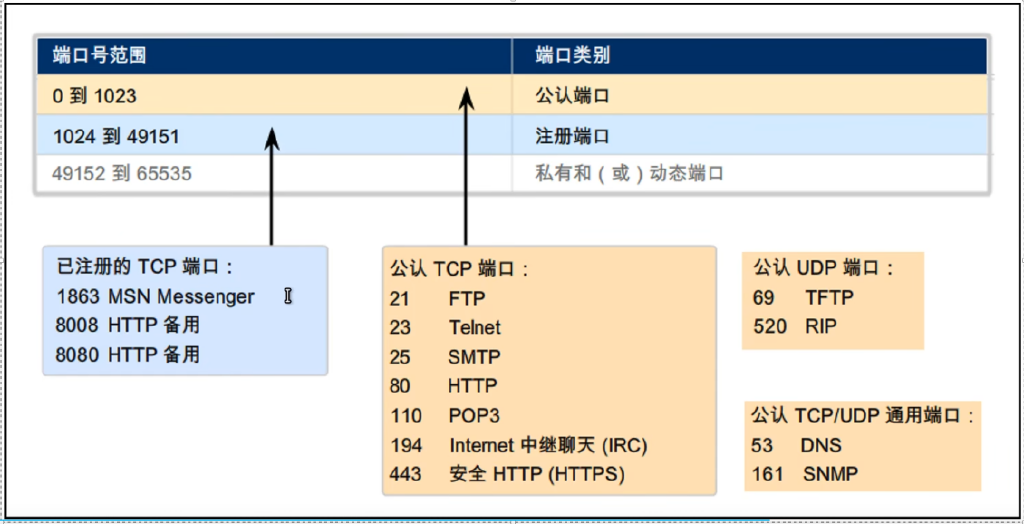 端口号范围 端口类别
0 到 1023 公认端口
1024 到 49151 注册端口
49152 到 65535 私有和（或）动态端口
已注册的 TCP 端口：
1863 MSN Messenger
8008 HTTP 备用
8080 HTTP 备用
公认 TCP 端口：
21 FTP
23 Telnet
25 SMTP
80 HTTP
110 POP3
194 Internet 中继聊天 (IRC)
443 安全 HTTP (HTTPS)
公认 UDP 端口：
69 TFTP
520 RIP
公认 TCP/UDP 通用端口：
53 DNS
161 SNMP